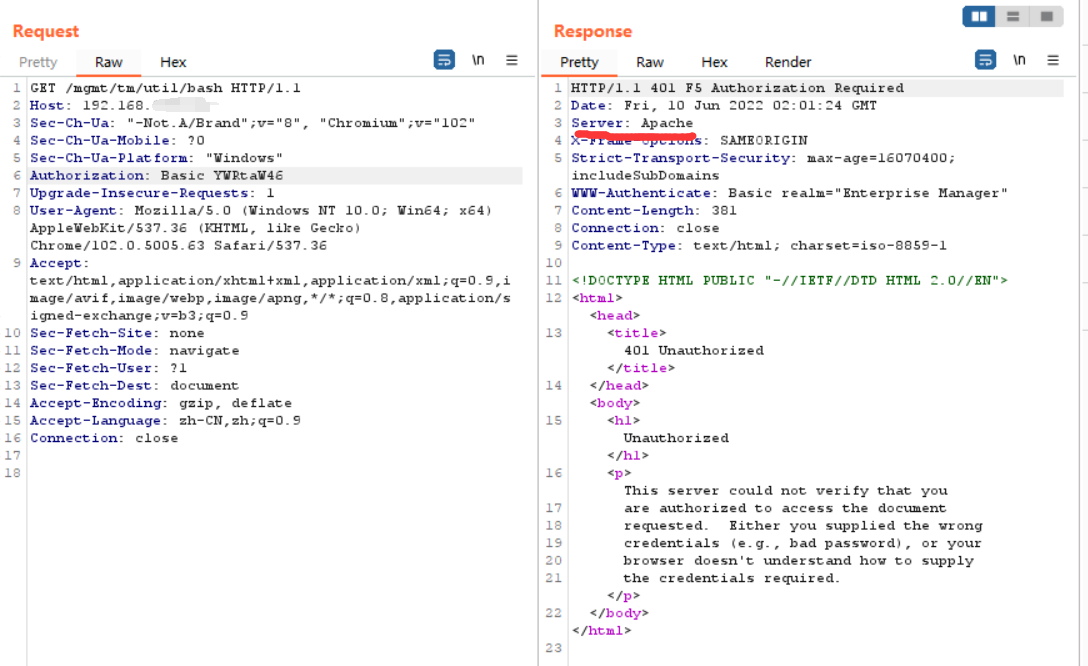 Request
Pretty Raw Hex \n
1 GET /mgmt/tm/util/bash HTTP/1.1
2 Host: 192.168.
3 Sec-Ch-Ua: "-Not.A/Brand";v="8", "Chromium";v="102"
4 Sec-Ch-Ua-Mobile: ?0
5 Sec-Ch-Ua-Platform: "Windows"
6 Authorization: Basic YWRtaW46
7 Upgrade-Insecure-Requests: 1
8 User-Agent: Mozilla/5.0 (Windows NT 10.0; Win64; x64)
AppleWebKit/537.36 (KHTML, like Gecko)
Chrome/102.0.5005.63 Safari/537.36
9 Accept:
text/html,application/xhtml+xml,application/xml;q=0.9,i
mage/avif,image/webp,image/apng,*/*;q=0.8,application/s
igned-exchange;v=b3;q=0.9
10 Sec-Fetch-Site: none
11 Sec-Fetch-Mode: navigate
12 Sec-Fetch-User: ?1
13 Sec-Fetch-Dest: document
14 Accept-Encoding: gzip, deflate
15 Accept-Language: zh-CN,zh;q=0.9
16 Connection: close
17
18
Response
Pretty Raw Hex Render \n
1 HTTP/1.1 401 F5 Authorization Required
2 Date: Fri, 10 Jun 2022 02:01:24 GMT
3 Server: Apache
4 X-Frame-Options: SAMEORIGIN
5 Strict-Transport-Security: max-age=16070400;
includeSubDomains
6 WWW-Authenticate: Basic realm="Enterprise Manager"
7 Content-Length: 381
8 Connection: close
9 Content-Type: text/html; charset=iso-8859-1
10
11 <!DOCTYPE HTML PUBLIC "-//IETF//DTD HTML 2.0//EN">
12 <html>
<head>
13 <title>
401 Unauthorized
</title>
14 </head>
<body>
15 <h1>
Unauthorized
</h1>
16 <p>
This server could not verify that you
17 are authorized to access the document
18 requested. Either you supplied the wrong
19 credentials (e.g., bad password), or your
20 browser doesn't understand how to supply
21 the credentials required.
</p>
22 </body>
</html>
23